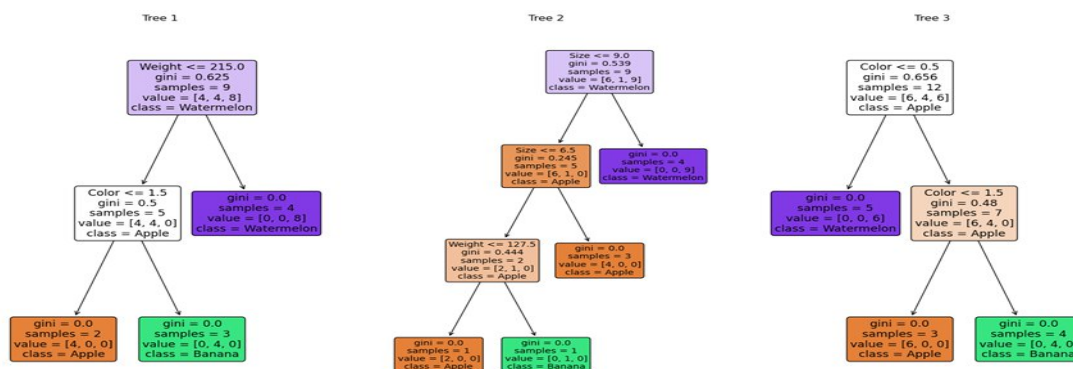 Tree 1
Tree 2
Tree 3
Weight <= 215.0
gini = 0.625
samples = 9
value = [4, 4, 8]
class = Watermelon
Color <= 1.5
gini = 0.5
samples = 5
value = [4, 4, 0]
class = Apple
gini = 0.0
samples = 4
value = [0, 0, 8]
class = Watermelon
gini = 0.0
samples = 2
value = [4, 0, 0]
class = Apple
gini = 0.0
samples = 3
value = [0, 4, 0]
class = Banana
Size <= 9.0
gini = 0.539
samples = 9
value = [6, 1, 9]
class = Watermelon
Size <= 6.5
gini = 0.245
samples = 5
value = [6, 1, 0]
class = Apple
gini = 0.0
samples = 4
value = [0, 0, 9]
class = Watermelon
Weight <= 127.5
gini = 0.444
samples = 2
value = [2, 1, 0]
class = Apple
gini = 0.0
samples = 3
value = [4, 0, 0]
class = Apple
gini = 0.0
samples = 1
value = [2, 0, 0]
class = Apple
gini = 0.0
samples = 1
value = [0, 1, 0]
class = Banana
Color <= 0.5
gini = 0.656
samples = 12
value = [6, 4, 6]
class = Apple
gini = 0.0
samples = 5
value = [0, 0, 6]
class = Watermelon
Color <= 1.5
gini = 0.48
samples = 7
value = [6, 4, 0]
class = Apple
gini = 0.0
samples = 3
value = [6, 0, 0]
class = Apple
gini = 0.0
samples = 4
value = [0, 4, 0]
class = Banana